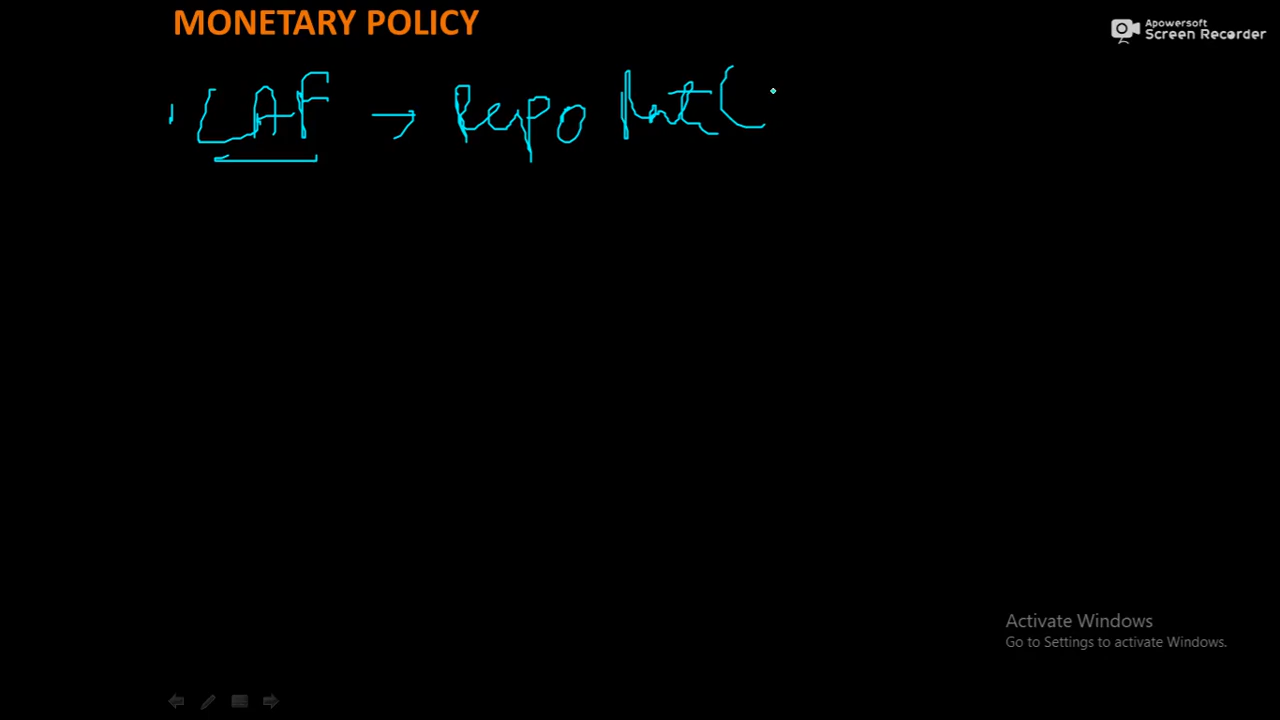 MONETARY POLICY
Apowersoft
Screen Recorder
LAF → Repo Rate (
Activate Windows
Go to Settings to activate Windows.